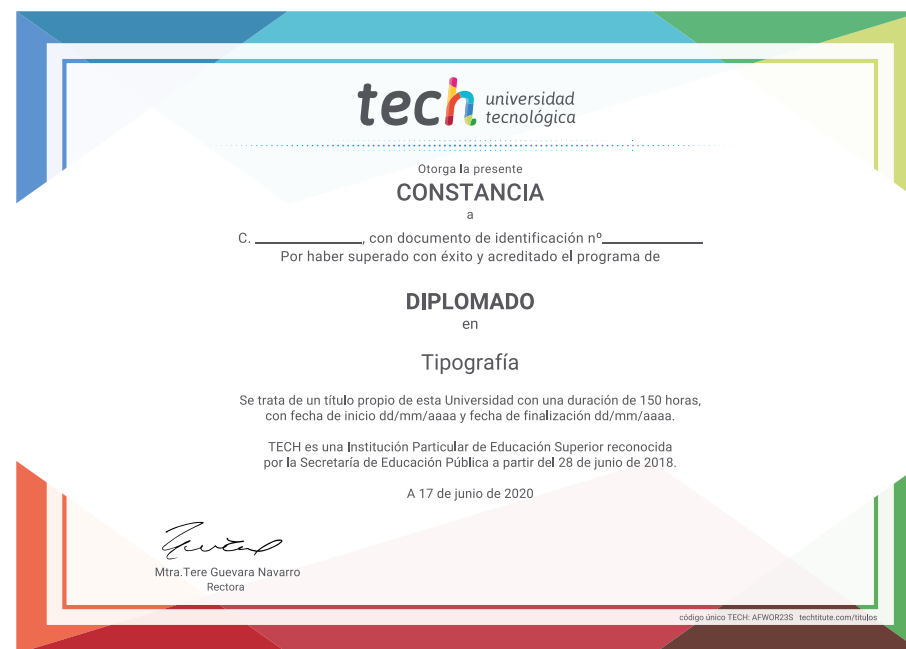 tech universidad
tecnológica
Otorga la presente
CONSTANCIA
a
C. ____________, con documento de identificación nº____________
Por haber superado con éxito y acreditado el programa de
DIPLOMADO
en
Tipografía
Se trata de un título propio de esta Universidad con una duración de 150 horas,
con fecha de inicio dd/mm/aaaa y fecha de finalización dd/mm/aaaa.
TECH es una Institución Particular de Educación Superior reconocida
por la Secretaría de Educación Pública a partir del 28 de junio de 2018.
A 17 de junio de 2020
Mtra.Tere Guevara Navarro
Rectora
código único TECH: AFWOR23S techtitute.com/titulos